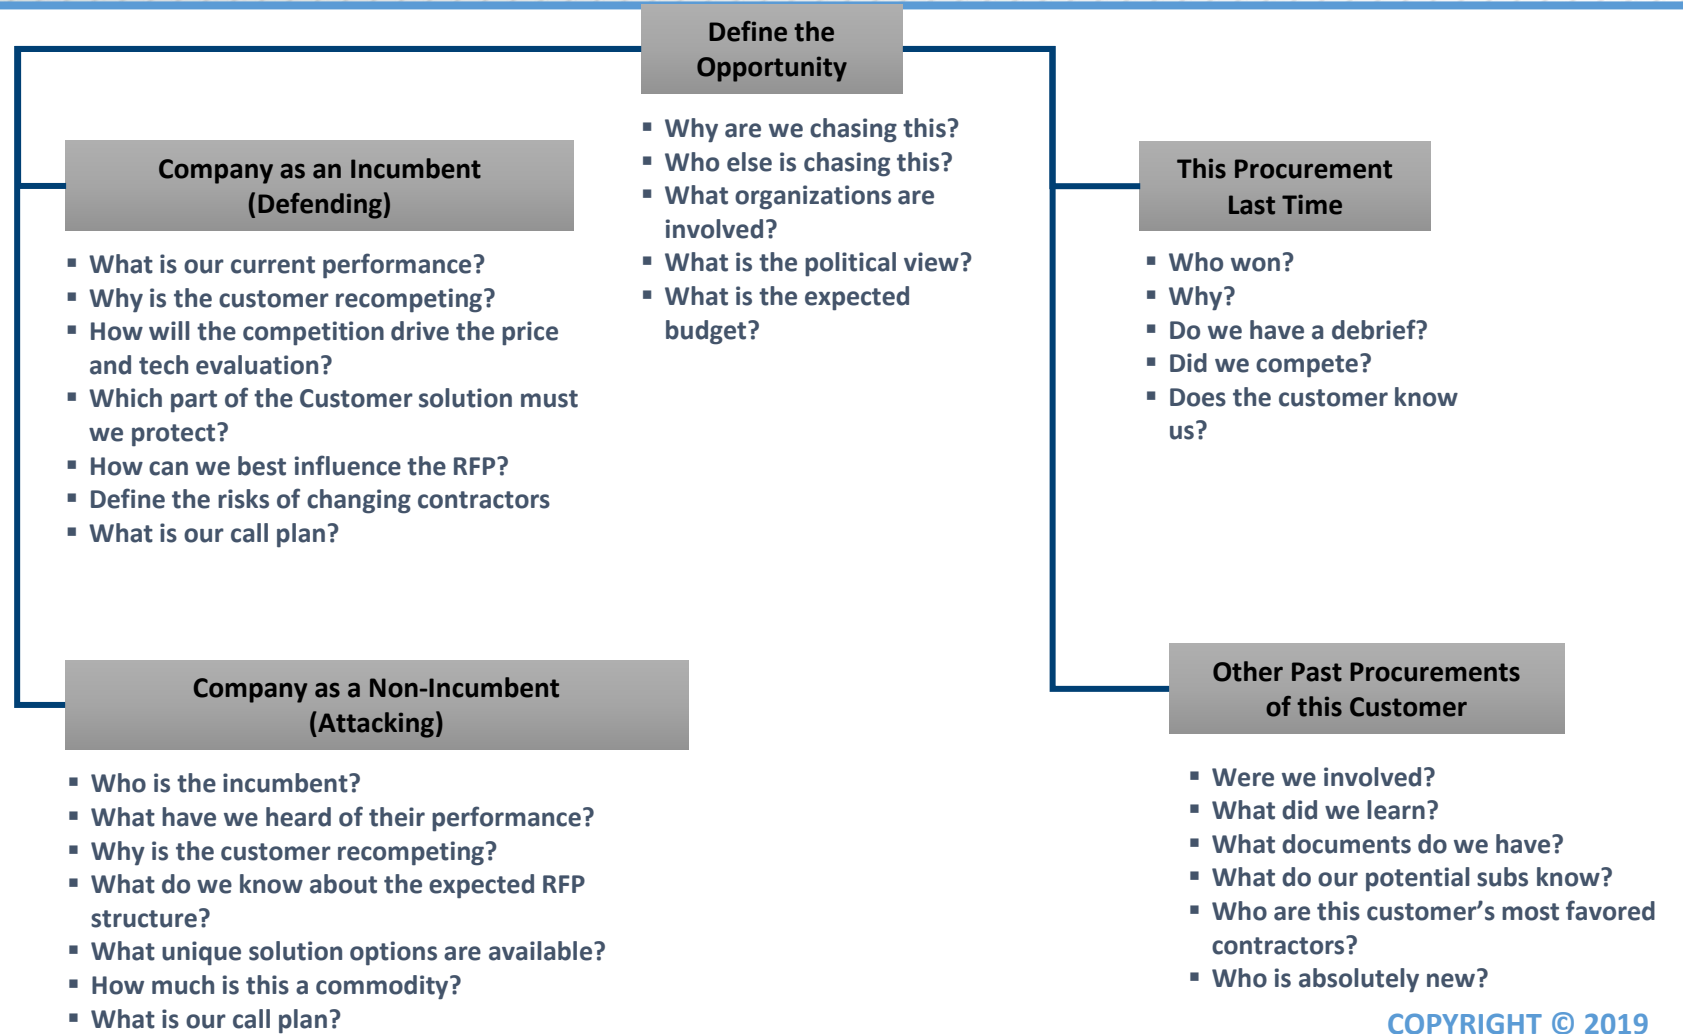 Define the
Opportunity
▪ Why are we chasing this?
▪ Who else is chasing this?
▪ What organizations are
involved?
▪ What is the political view?
▪ What is the expected
budget?
Company as an Incumbent
(Defending)
▪ What is our current performance?
▪ Why is the customer recompeting?
▪ How will the competition drive the price
and tech evaluation?
▪ Which part of the Customer solution must
we protect?
▪ How can we best influence the RFP?
▪ Define the risks of changing contractors
▪ What is our call plan?
This Procurement
Last Time
▪ Who won?
▪ Why?
▪ Do we have a debrief?
▪ Did we compete?
▪ Does the customer know
us?
Company as a Non-Incumbent
(Attacking)
▪ Who is the incumbent?
▪ What have we heard of their performance?
▪ Why is the customer recompeting?
▪ What do we know about the expected RFP
structure?
▪ What unique solution options are available?
▪ How much is this a commodity?
▪ What is our call plan?
Other Past Procurements
of this Customer
▪ Were we involved?
▪ What did we learn?
▪ What documents do we have?
▪ What do our potential subs know?
▪ Who are this customer’s most favored
contractors?
▪ Who is absolutely new?
COPYRIGHT © 2019